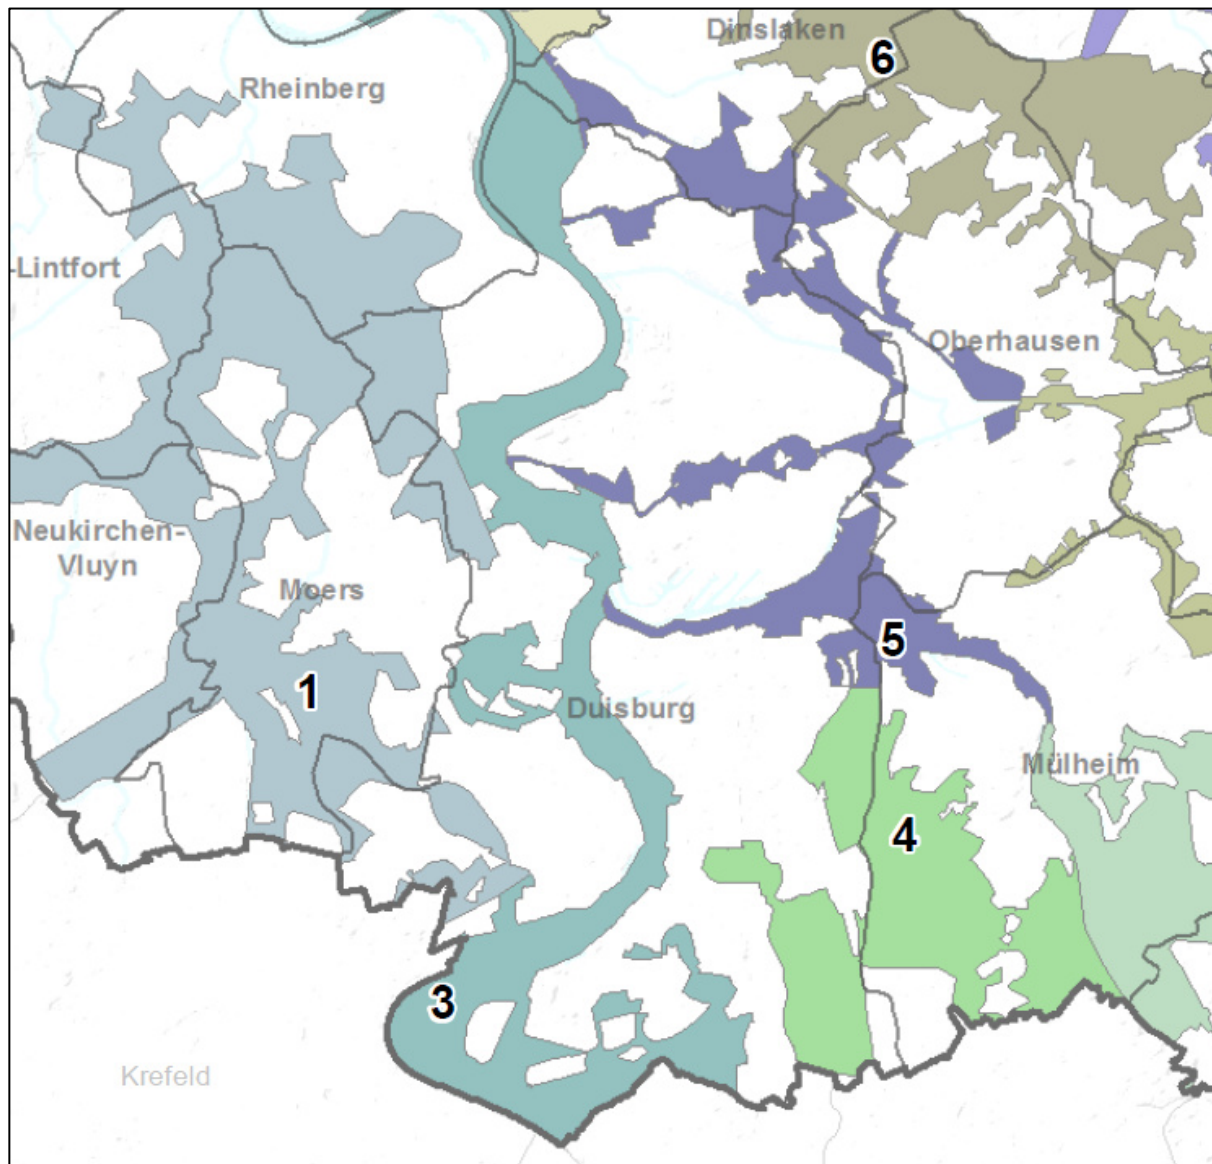 Dinslaken
6
Rheinberg
-Lintfort
Oberhausen
Neukirchen-
Vluyn
Moers
5
1
Duisburg
Mülheim
4
3
Krefeld